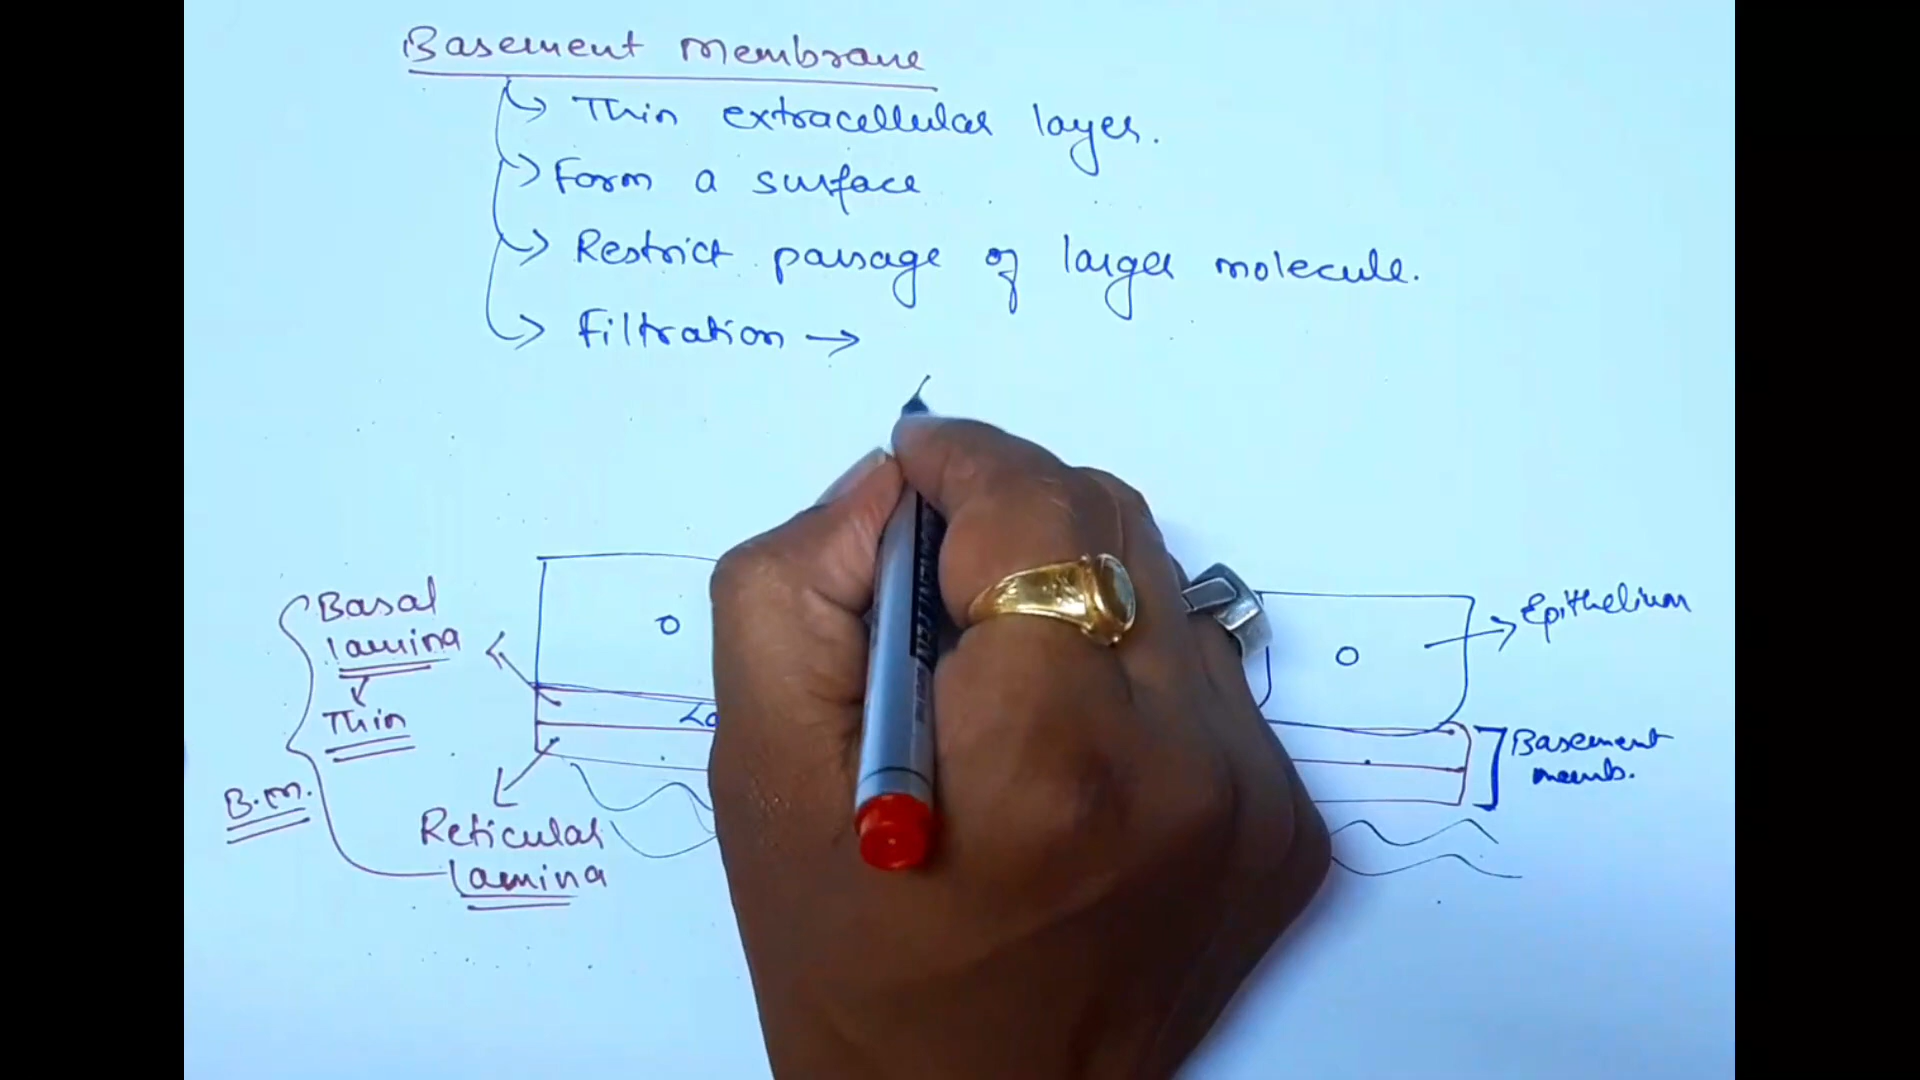 Basement membrane
Thin extracellular layer.
Form a surface
Restrict passage of larger molecule.
Filtration →
Basal
lamina
Thin
B.m.
Reticular
lamina
Epithelium
Basement
memb.